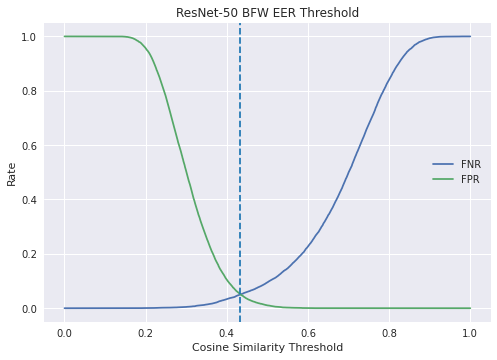 ResNet-50 BFW EER Threshold
1.0
0.8
0.6
0.4
0.2
0.0
Rate
FNR
FPR
0.0 0.2 0.4 0.6 0.8 1.0
Cosine Similarity Threshold